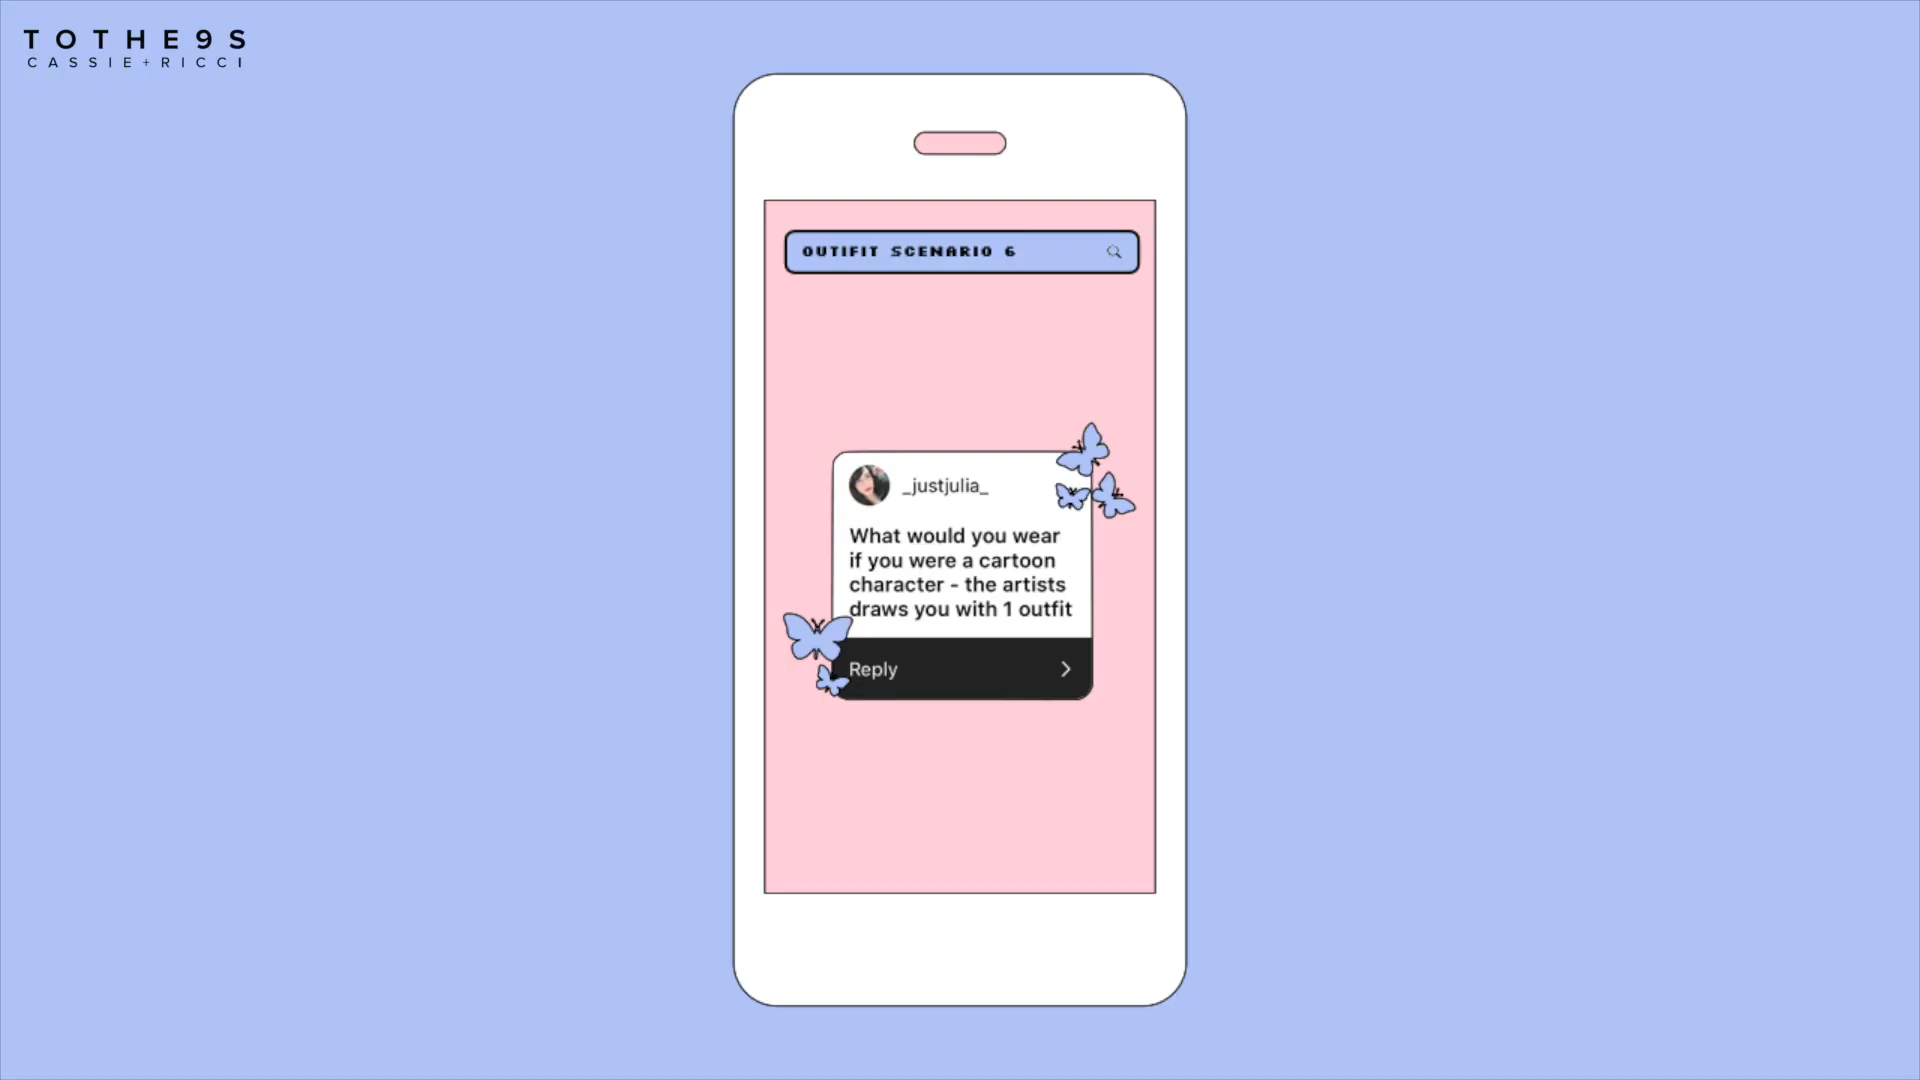 TOTHE9S
CASSIE+RICCI
OUTIFIT SCENARIO 6
_justjulia_
What would you wear
if you were a cartoon
character - the artists
draws you with 1 outfit
Reply